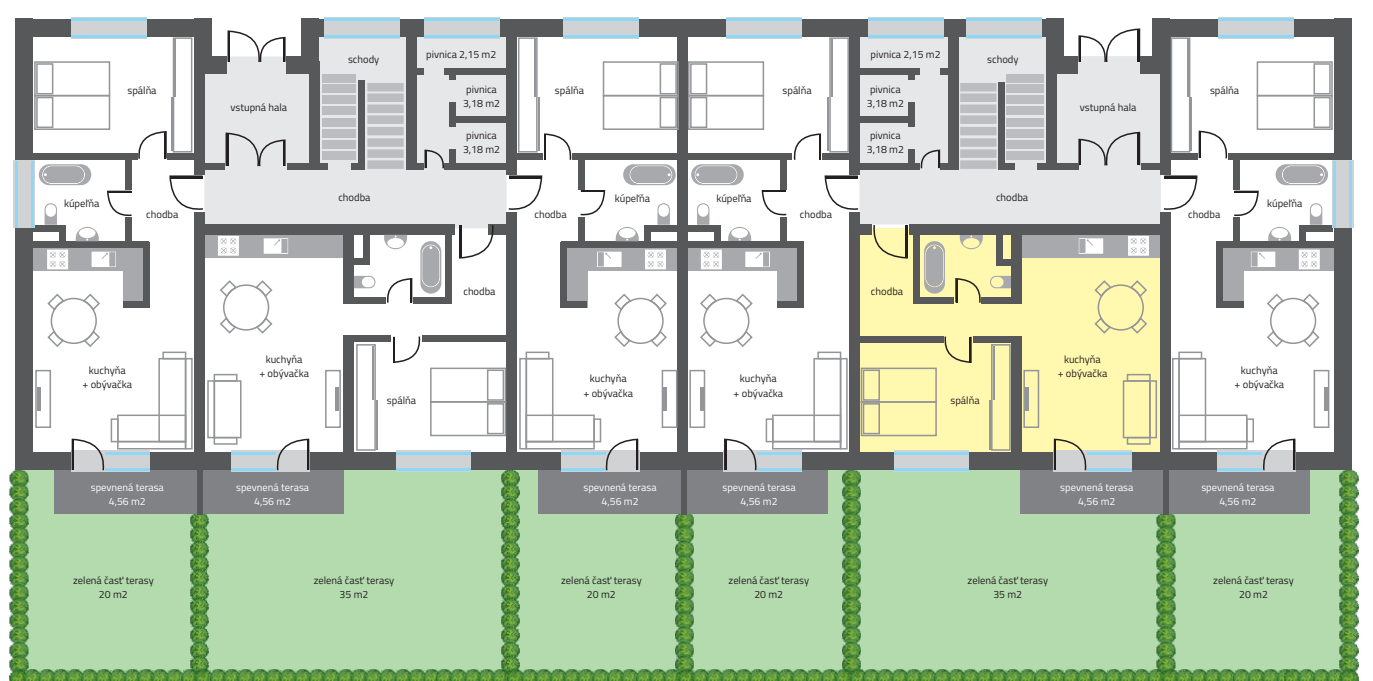 schody
pivnica 2,15 m2
pivnica 2,15 m2
schody
spálňa
vstupná hala
pivnica
3,18 m2
spálňa
spálňa
pivnica
3,18 m2
vstupná hala
spálňa
pivnica
3,18 m2
pivnica
3,18 m2
kúpeľňa
chodba
chodba
chodba
kúpeľňa
kúpeľňa
chodba
chodba
chodba
kúpeľňa
chodba
chodba
kuchyňa
+ obývačka
kuchyňa
+ obývačka
spálňa
kuchyňa
+ obývačka
kuchyňa
+ obývačka
spálňa
kuchyňa
+ obývačka
kuchyňa
+ obývačka
spevnená terasa
4,56 m2
spevnená terasa
4,56 m2
spevnená terasa
4,56 m2
spevnená terasa
4,56 m2
spevnená terasa
4,56 m2
spevnená terasa
4,56 m2
zelená časť terasy
20 m2
zelená časť terasy
35 m2
zelená časť terasy
20 m2
zelená časť terasy
20 m2
zelená časť terasy
35 m2
zelená časť terasy
20 m2